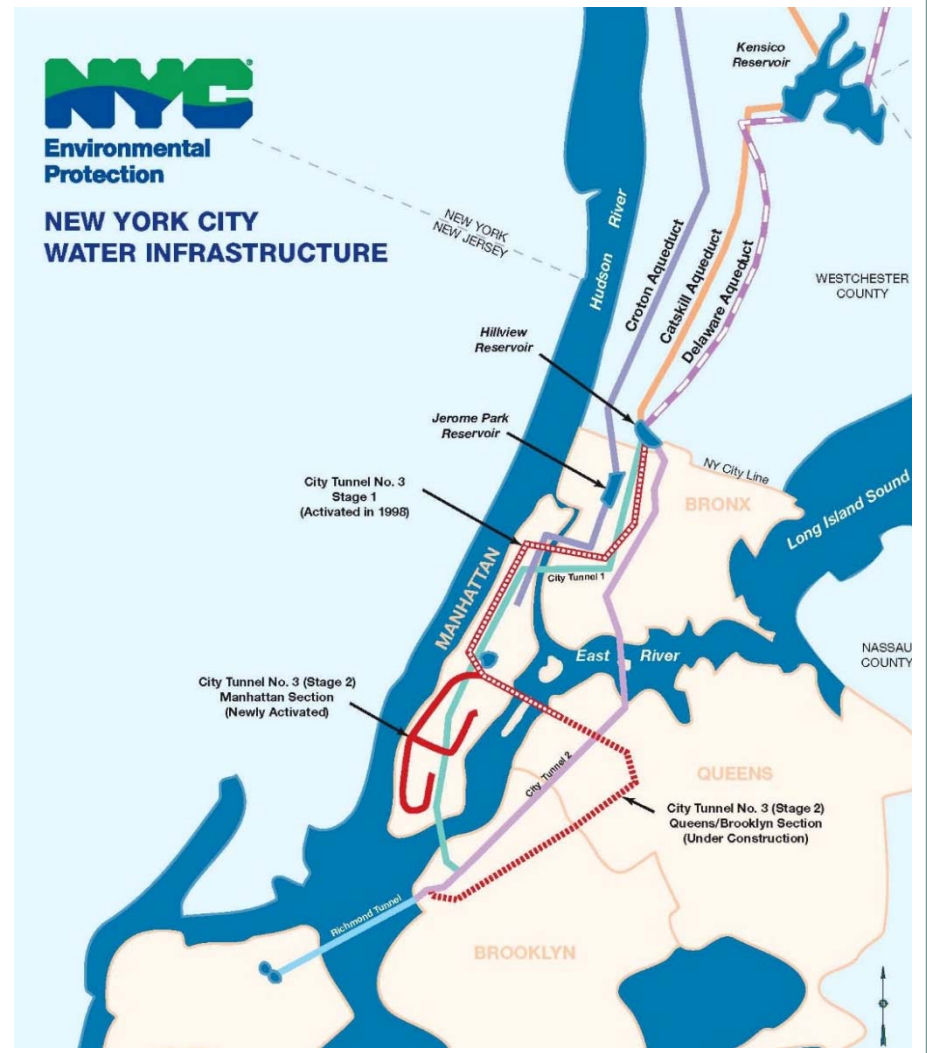 NYC
Environmental
Protection
NEW YORK CITY
WATER INFRASTRUCTURE
Kensico
Reservoir
NEW YORK
NEW JERSEY
Hudson River
Croton Aqueduct
Catskill Aqueduct
Delaware Aqueduct
WESTCHESTER
COUNTY
Hillview
Reservoir
Jerome Park
Reservoir
NY City Line
City Tunnel No. 3
Stage 1
(Activated in 1998)
BRONX
Long Island Sound
MANHATTAN
City Tunnel 1
East River
NASSAU
COUNTY
City Tunnel No. 3 (Stage 2)
Manhattan Section
(Newly Activated)
City Tunnel 2
QUEENS
City Tunnel No. 3 (Stage 2)
Queens/Brooklyn Section
(Under Construction)
Richmond Tunnel
BROOKLYN